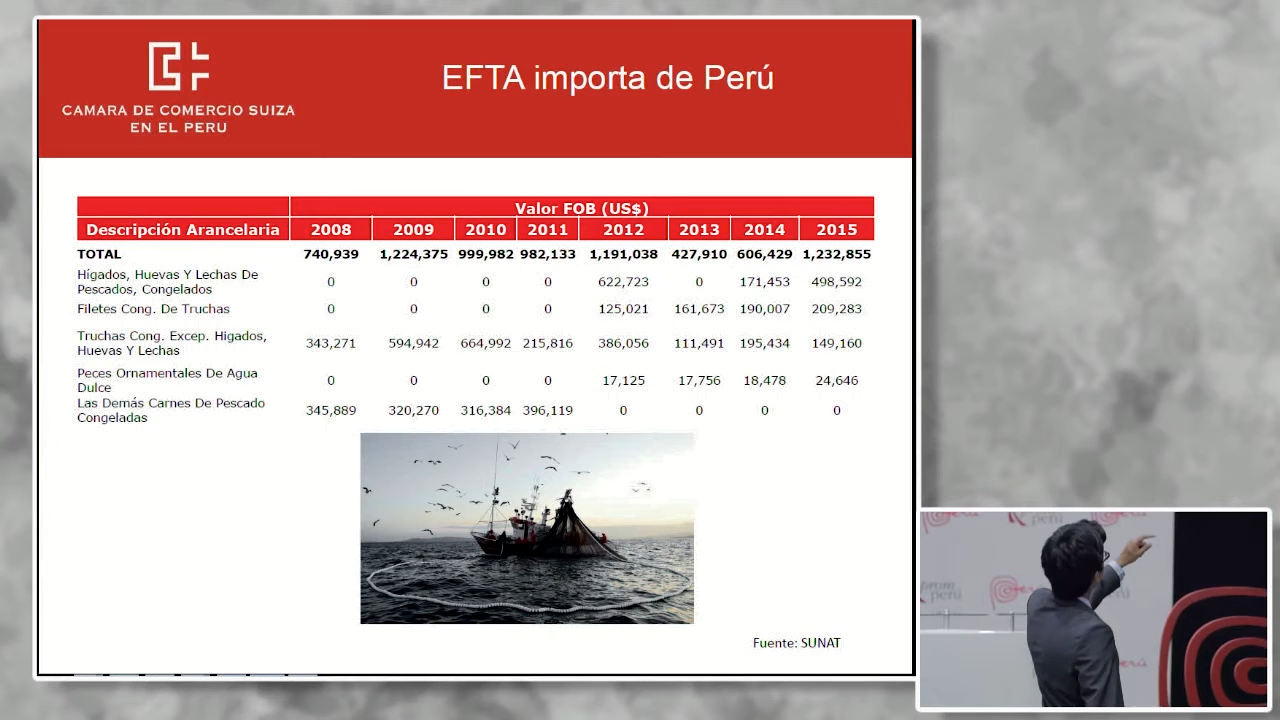 CAMARA DE COMERCIO SUIZA
EN EL PERU
EFTA importa de Perú
Valor FOB (US$)
Descripción Arancelaria 2008 2009 2010 2011 2012 2013 2014 2015
TOTAL 740,939 1,224,375 999,982 982,133 1,191,038 427,910 606,429 1,232,855
Hígados, Huevas Y Lechas De
Pescados, Congelados 0 0 0 0 622,723 0 171,453 498,592
Filetes Cong. De Truchas 0 0 0 0 125,021 161,673 190,007 209,283
Truchas Cong. Excep. Higados,
Huevas Y Lechas 343,271 594,942 664,992 215,816 386,056 111,491 195,434 149,160
Peces Ornamentales De Agua
Dulce 0 0 0 0 17,125 17,756 18,478 24,646
Las Demás Carnes De Pescado
Congeladas 345,889 320,270 316,384 396,119 0 0 0 0
Fuente: SUNAT
perú
perú